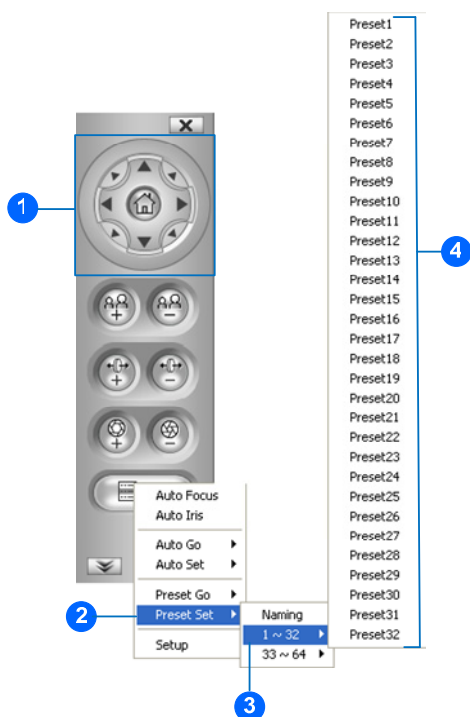 Preset1
Preset2
Preset3
Preset4
Preset5
Preset6
Preset7
Preset8
Preset9
Preset10
Preset11
Preset12
Preset13
Preset14
Preset15
Preset16
Preset17
Preset18
Preset19
Preset20
Preset21
Preset22
Preset23
Preset24
Preset25
Preset26
Preset27
Preset28
Preset29
Preset30
Preset31
Preset32
1
4
Auto Focus
Auto Iris
Auto Go
Auto Set
Preset Go
2
Preset Set
Setup
Naming
1 ~ 32
33 ~ 64
3